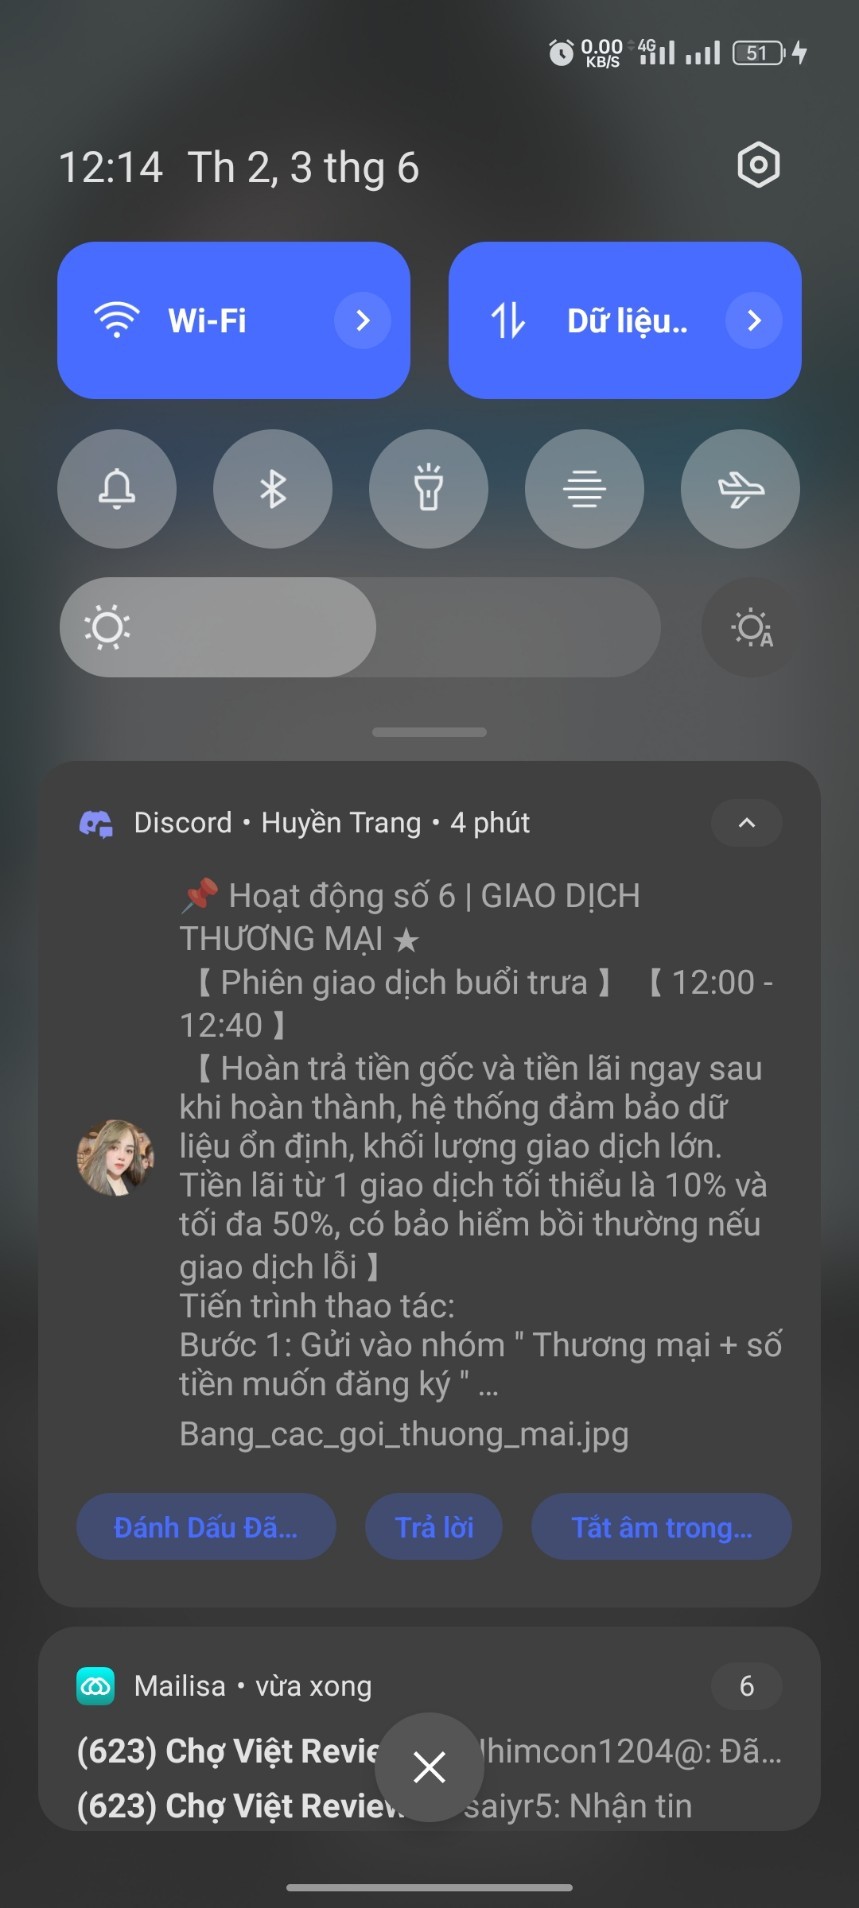 0.00 KB/S 4G 51
12:14 Th 2, 3 thg 6
Wi-Fi
Dữ liệu..
A
Discord • Huyền Trang • 4 phút
📌 Hoạt động số 6 | GIAO DỊCH
THƯƠNG MẠI ★
【 Phiên giao dịch buổi trưa 】 【 12:00 -
12:40 】
【 Hoàn trả tiền gốc và tiền lãi ngay sau
khi hoàn thành, hệ thống đảm bảo dữ
liệu ổn định, khối lượng giao dịch lớn.
Tiền lãi từ 1 giao dịch tối thiểu là 10% và
tối đa 50%, có bảo hiểm bồi thường nếu
giao dịch lỗi 】
Tiến trình thao tác:
Bước 1: Gửi vào nhóm " Thương mại + số
tiền muốn đăng ký " ...
Bang_cac_goi_thuong_mai.jpg
Đánh Dấu Đã...
Trả lời
Tắt âm trong...
Mailisa • vừa xong
6
(623) Chợ Việt himcon1204@: Đã...
(623) Chợ Việt Review saiyr5: Nhận tin